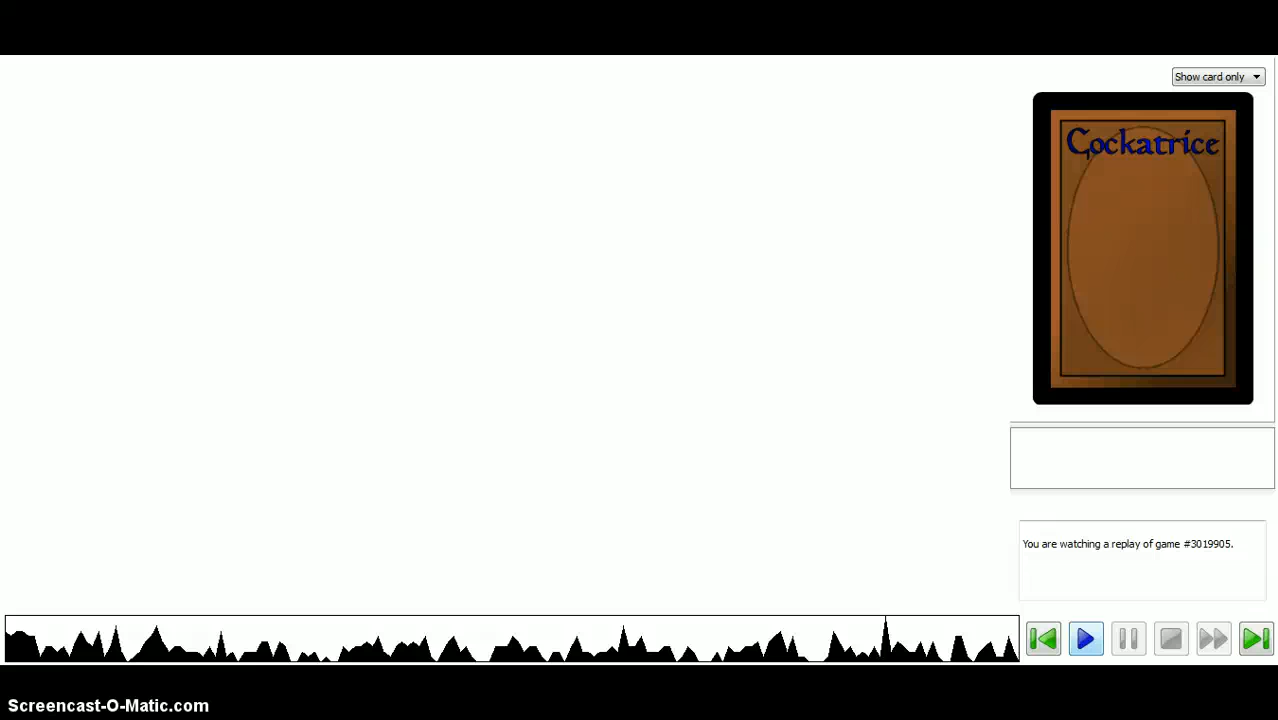 Show card only
Cockatrice
You are watching a replay of game #3019905.
Screencast-O-Matic.com